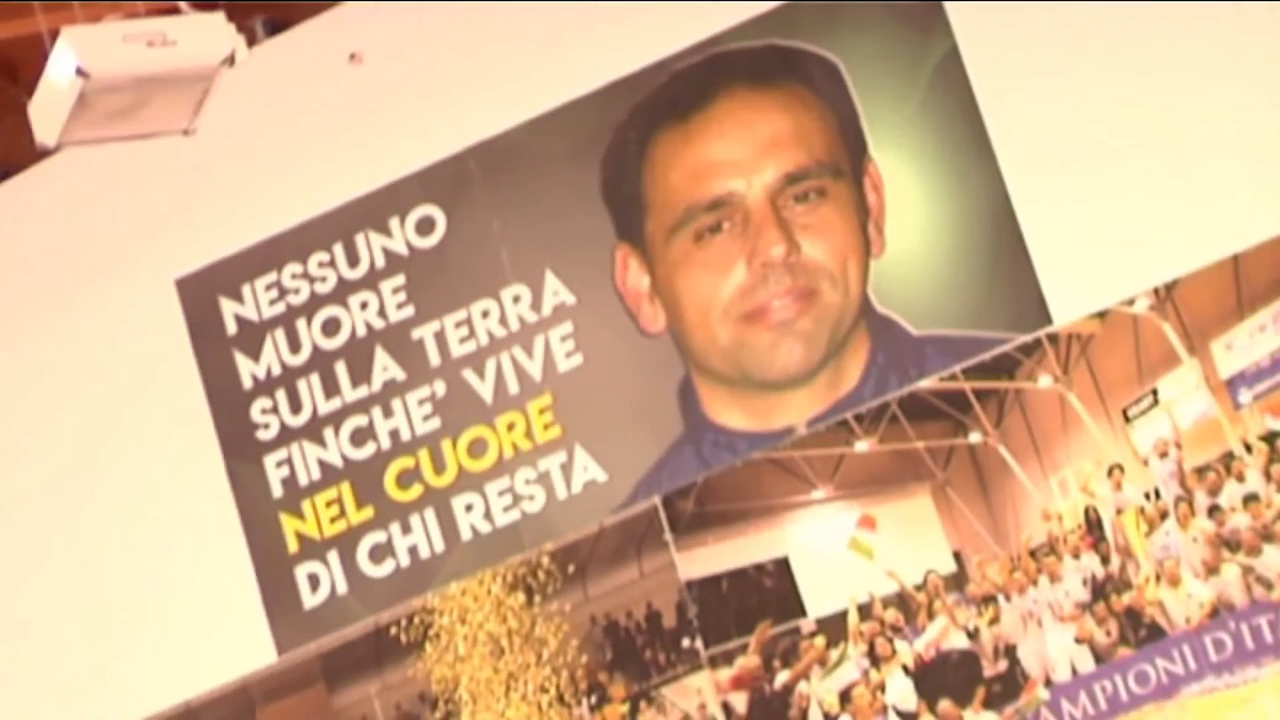 NESSUNO
MUORE
SULLA TERRA
FINCHE' VIVE
NEL CUORE
DI CHI RESTA
AMPIONI D'IT